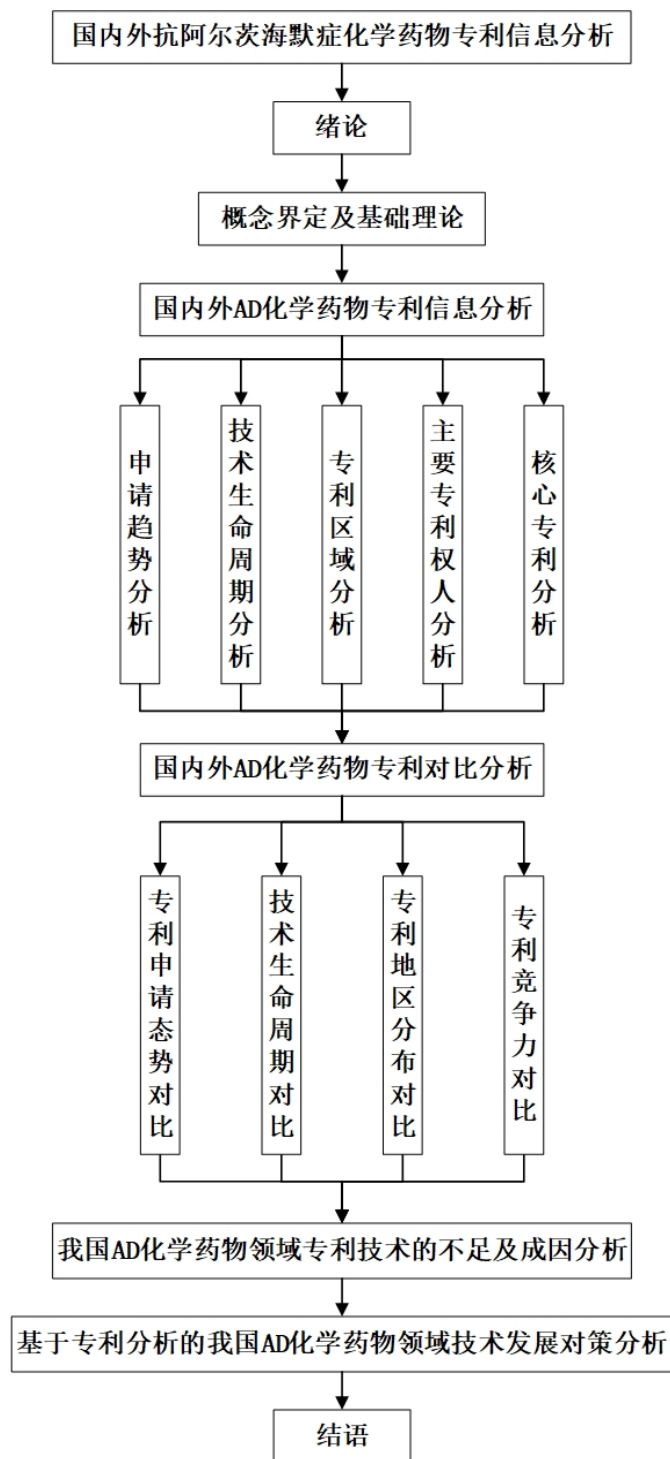 国内外抗阿尔茨海默症化学药物专利信息分析
绪论
概念界定及基础理论
国内外AD化学药物专利信息分析
申请趋势分析
技术生命周期分析
专利区域分析
主要专利权人分析
核心专利分析
国内外AD化学药物专利对比分析
专利申请态势对比
技术生命周期对比
专利地区分布对比
专利竞争力对比
我国AD化学药物领域专利技术的不足及成因分析
基于专利分析的我国AD化学药物领域技术发展对策分析
结语